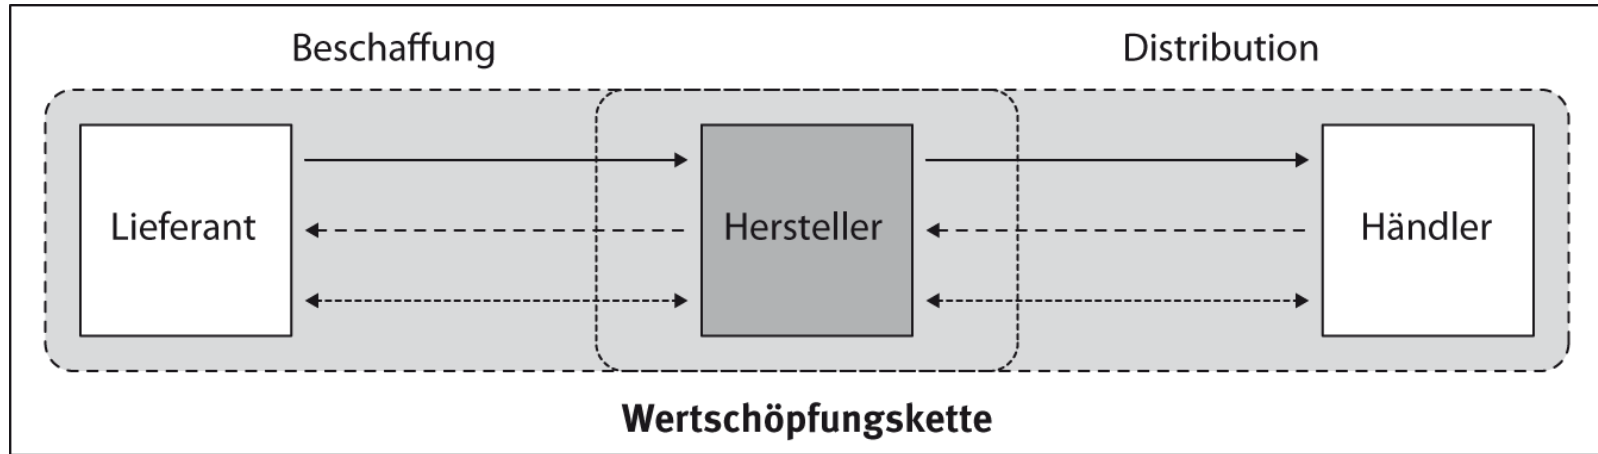 Beschaffung
Distribution
Lieferant
Hersteller
Händler
Wertschöpfungskette